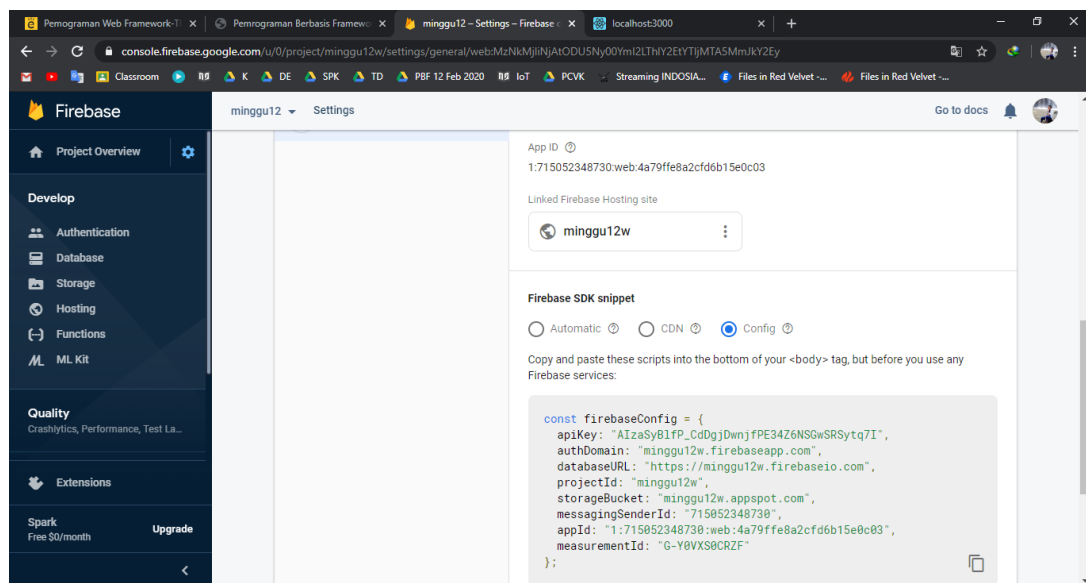 Pemograman Web Framework-TI
Pemrograman Berbasis Framewo
minggu12 – Settings – Firebase c
localhost:3000
console.firebase.google.com/u/0/project/minggu12w/settings/general/web:MzNkMjliNjAtODU5Ny00YmI2LThlY2EtYTljMTA5MmJkY2Ey
Classroom
K
DE
SPK
TD
PBF 12 Feb 2020
IoT
PCVK
Streaming INDOSIA...
Files in Red Velvet -...
Files in Red Velvet -...
Firebase
minggu12
Settings
Go to docs
Project Overview
Develop
Authentication
Database
Storage
Hosting
Functions
ML Kit
Quality
Crashlytics, Performance, Test La...
Extensions
Spark
Free $0/month
Upgrade
App ID
1:715052348730:web:4a79ffe8a2cfd6b15e0c03
Linked Firebase Hosting site
minggu12w
Firebase SDK snippet
Automatic
CDN
Config
Copy and paste these scripts into the bottom of your <body> tag, but before you use any
Firebase services:
const firebaseConfig = {
apiKey: "AIzaSyBlfP_CdDgjDwnjfPE34Z6NSGwSRSytq7I",
authDomain: "minggu12w.firebaseapp.com",
databaseURL: "https://minggu12w.firebaseio.com",
projectId: "minggu12w",
storageBucket: "minggu12w.appspot.com",
messagingSenderId: "715052348730",
appId: "1:715052348730:web:4a79ffe8a2cfd6b15e0c03",
measurementId: "G-Y0VXS0CRZF"
};